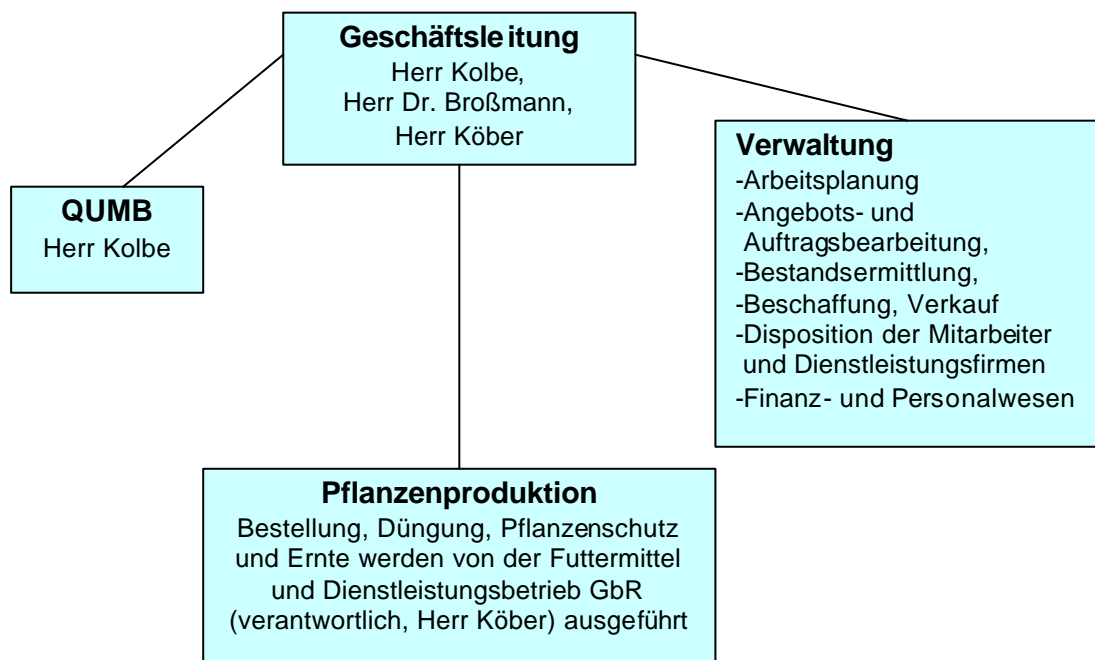 Geschäftsleitung
Herr Kolbe,
Herr Dr. Broßmann,
Herr Köber
QUMB
Herr Kolbe
Verwaltung
-Arbeitsplanung
-Angebots- und
Auftragsbearbeitung,
-Bestandsermittlung,
-Beschaffung, Verkauf
-Disposition der Mitarbeiter
und Dienstleistungsfirmen
-Finanz- und Personalwesen
Pflanzenproduktion
Bestellung, Düngung, Pflanzenschutz
und Ernte werden von der Futtermittel
und Dienstleistungsbetrieb GbR
(verantwortlich, Herr Köber) ausgeführt